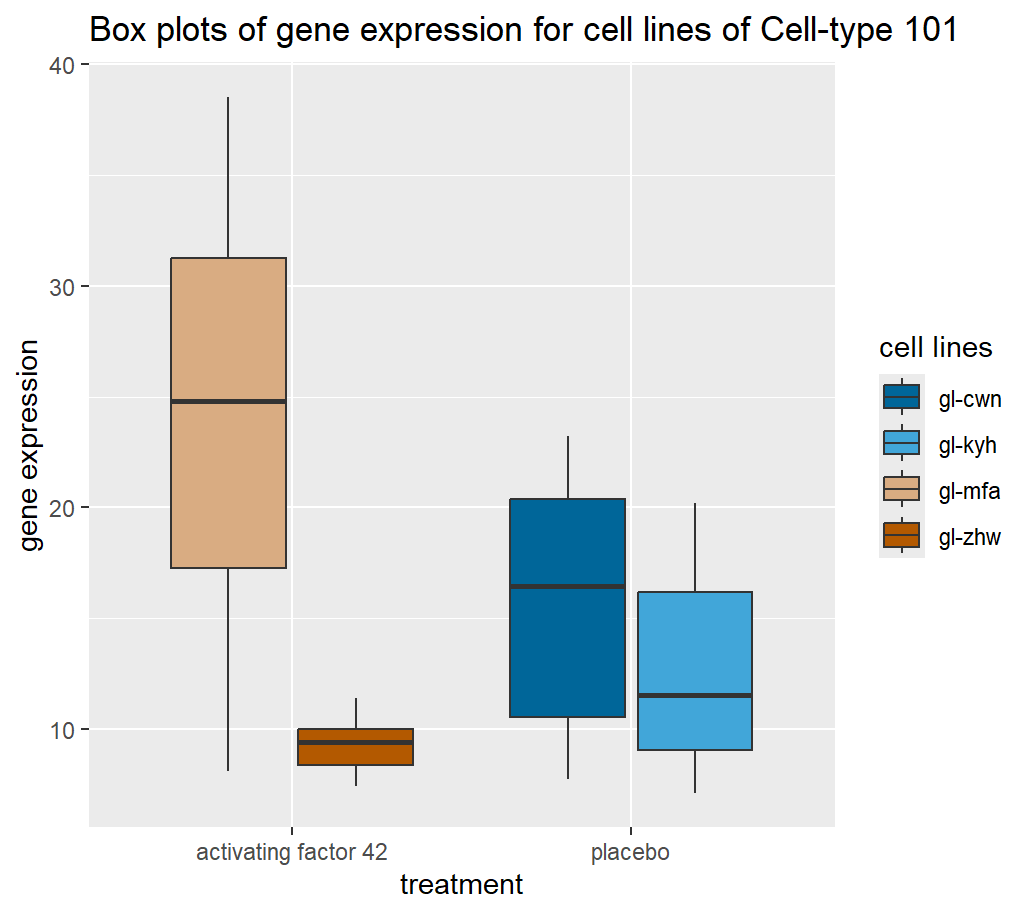 Box plots of gene expression for cell lines of Cell-type 101
gene expression
40
30
20
10
activating factor 42
placebo
treatment
cell lines
gl-cwn
gl-kyh
gl-mfa
gl-zhw